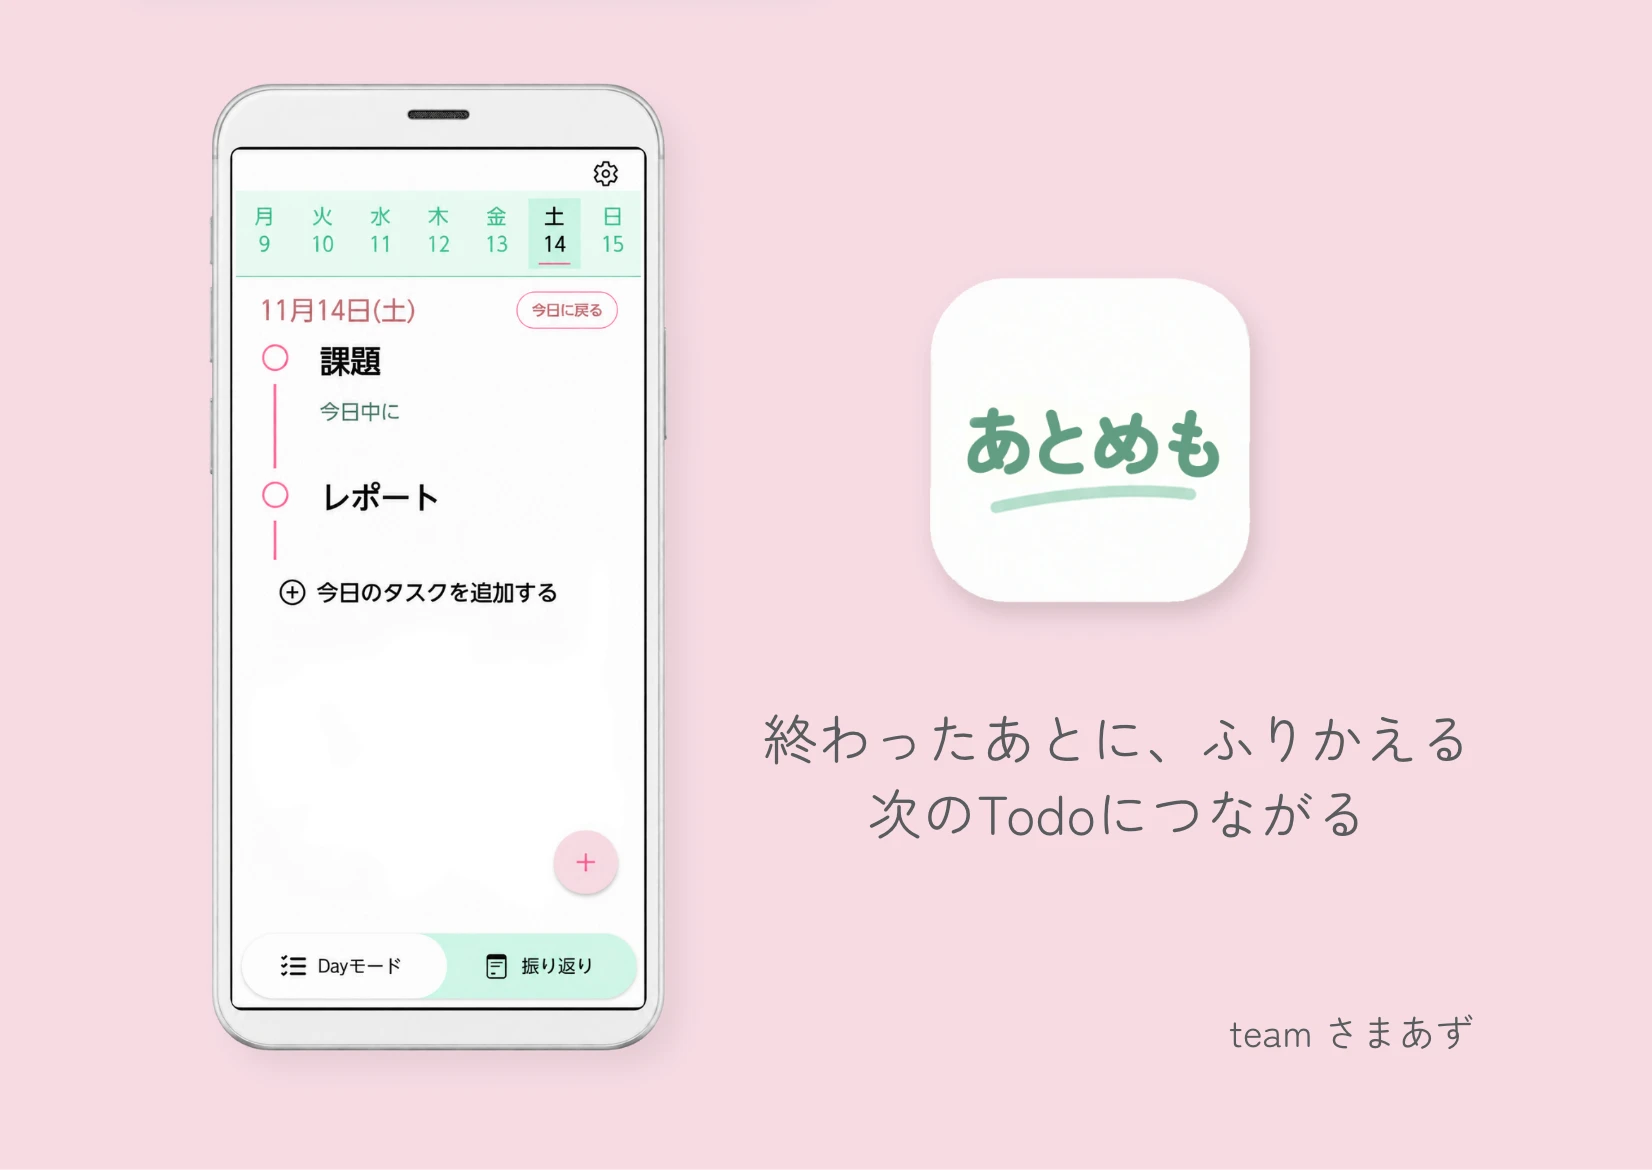 月 火 水 木 金 土 日
9 10 11 12 13 14 15
11月14日(土) 今日に戻る
課題
今日中に
レポート
今日のタスクを追加する
+
Dayモード 振り返り
あとめも
終わったあとに、ふりかえる
次のTodoにつながる
team さまあず